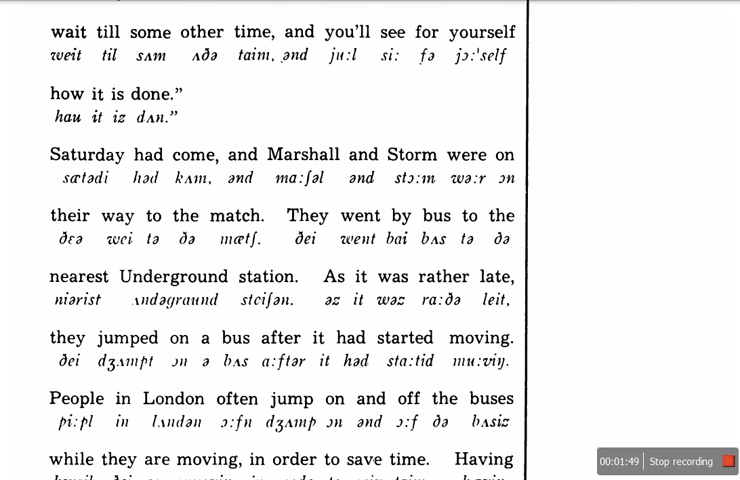 wait till some other time, and you'll see for yourself
weit til sʌm ʌðə taim, ənd ju:l si: fə jɔ:'self
how it is done.”
hau it iz dʌn.”
Saturday had come, and Marshall and Storm were on
sætədi həd kʌm, ənd ma:ʃəl ənd stɔ:m wə:r ɔn
their way to the match. They went by bus to the
ðɛə wei tə ðə mætʃ. ðei went bai bʌs tə ðə
nearest Underground station. As it was rather late,
niərist ʌndəgraund steiʃən. əz it wəz ra:ðə leit,
they jumped on a bus after it had started moving.
ðei dʒʌmpt ɔn ə bʌs a:ftər it həd sta:tid mu:viŋ.
People in London often jump on and off the buses
pi:pl in lʌndən ɔ:fn dʒʌmp ɔn ənd ɔ:f ðə bʌsiz
while they are moving, in order to save time. Having
00:01:49 Stop recording